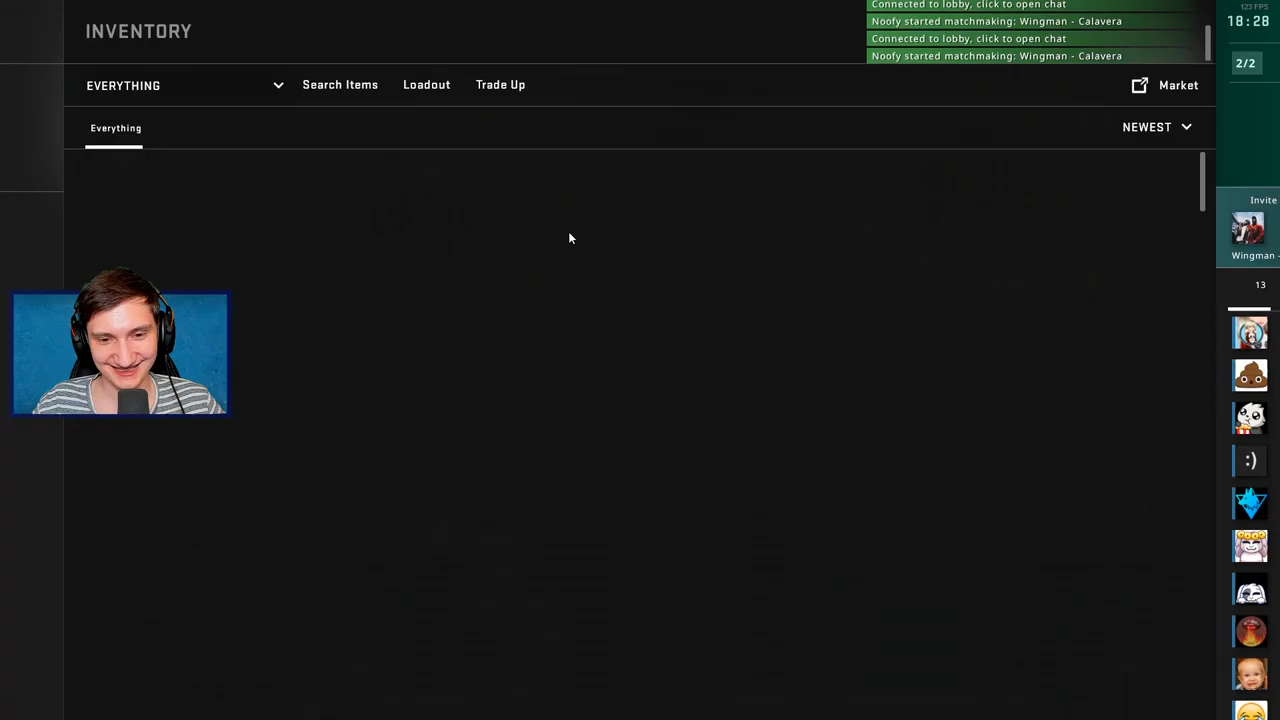 INVENTORY
Connected to lobby, click to open chat
Noofy started matchmaking: Wingman - Calavera
Connected to lobby, click to open chat
Noofy started matchmaking: Wingman - Calavera
123 FPS
18:28
2/2
EVERYTHING
Search Items
Loadout
Trade Up
Market
Everything
NEWEST
Invite
Wingman -
13
:)